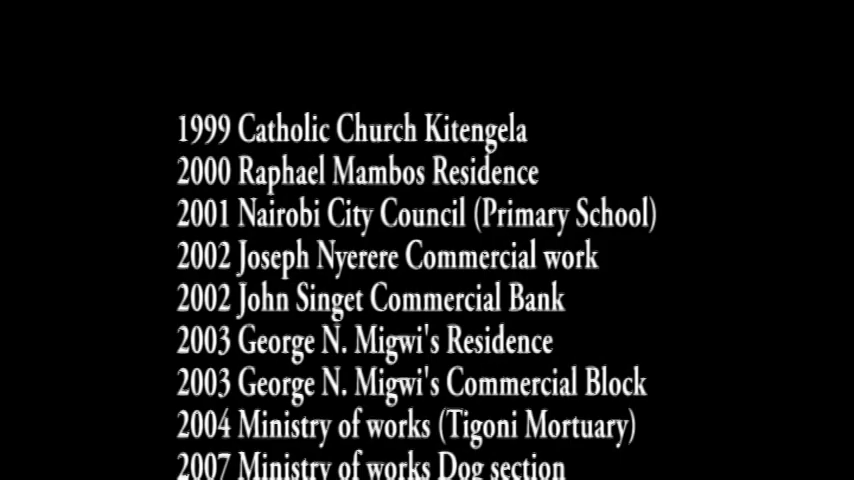 1999 Catholic Church Kitengela
2000 Raphael Mambos Residence
2001 Nairobi City Council (Primary School)
2002 Joseph Nyerere Commercial work
2002 John Singet Commercial Bank
2003 George N. Migwi's Residence
2003 George N. Migwi's Commercial Block
2004 Ministry of works (Tigoni Mortuary)
2007 Ministry of works Dog section